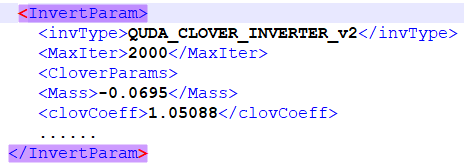 <InvertParam>
<invType>QUDA_CLOVER_INVERTER_v2</invType>
<MaxIter>2000</MaxIter>
<CloverParams>
<Mass>-0.0695</Mass>
<clovCoeff>1.05088</clovCoeff>
......
</InvertParam>